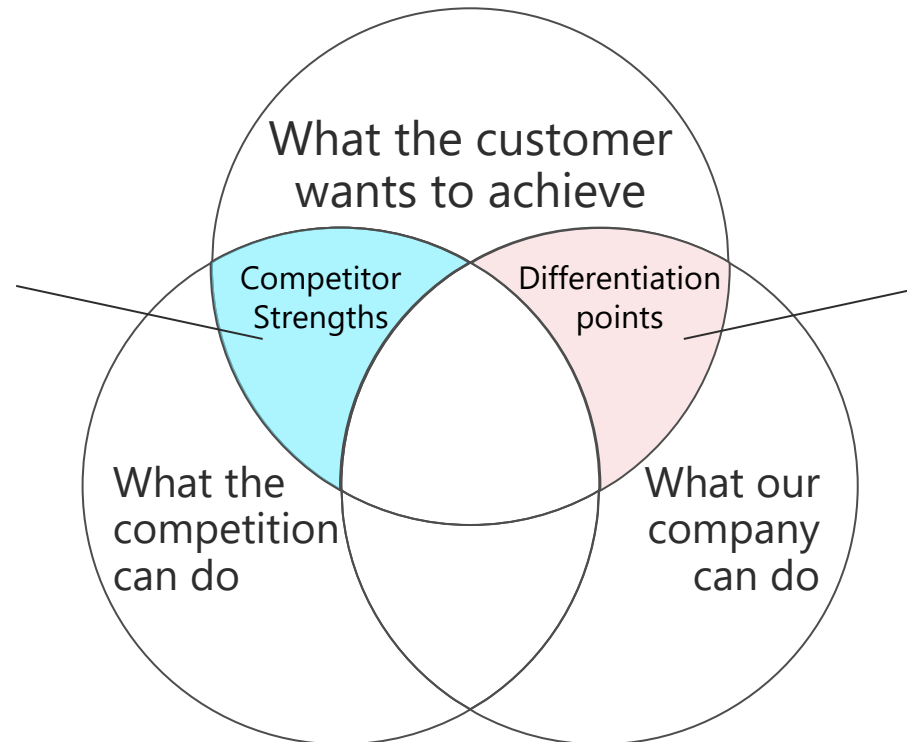 What the customer
wants to achieve
Competitor
Strengths
Differentiation
points
What the
competition
can do
What our
company
can do